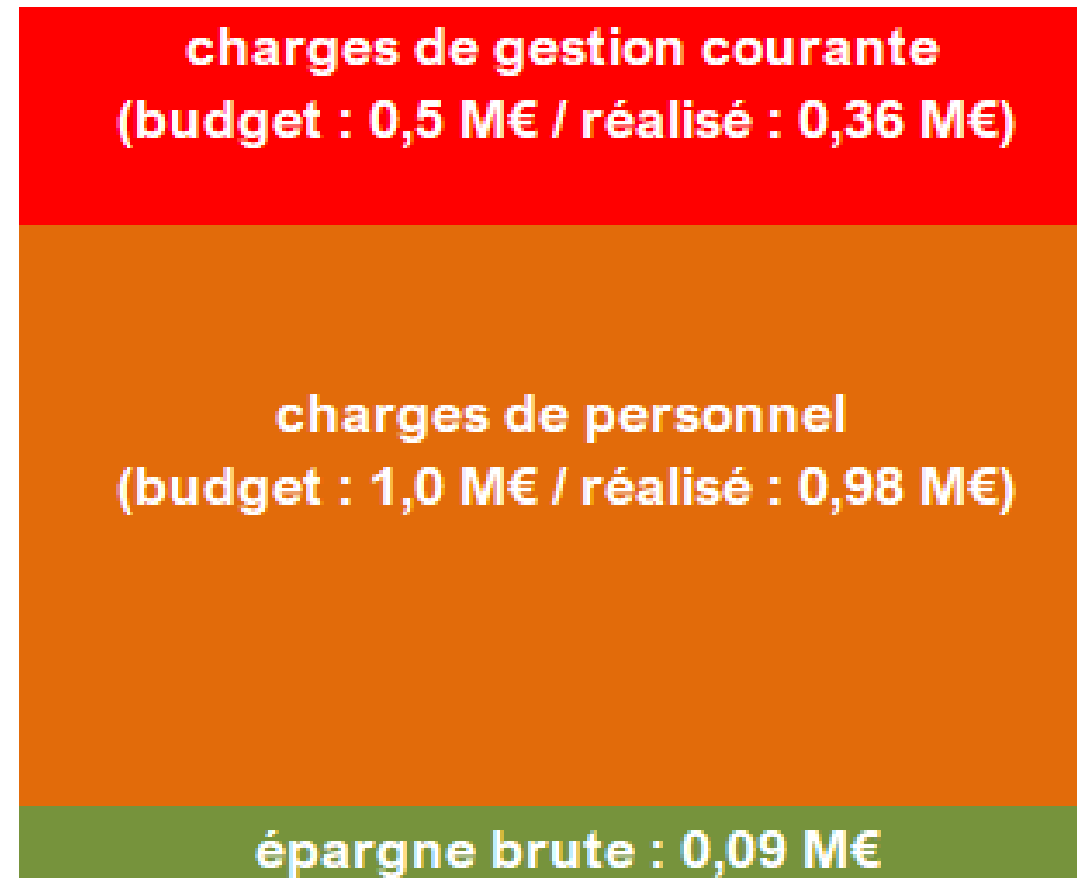 charges de gestion courante
(budget : 0,5 M€ / réalisé : 0,36 M€)
charges de personnel
(budget : 1,0 M€ / réalisé : 0,98 M€)
épargne brute : 0,09 M€